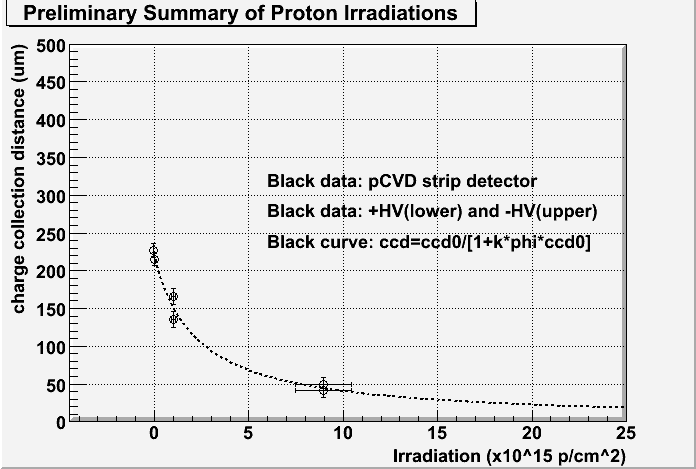 Preliminary Summary of Proton Irradiations
charge collection distance (um)
500
450
400
350
300
250
200
150
100
50
0
Black data: pCVD strip detector
Black data: +HV(lower) and -HV(upper)
Black curve: ccd=ccd0/[1+k*phi*ccd0]
0 5 10 15 20 25
Irradiation (x10^15 p/cm^2)